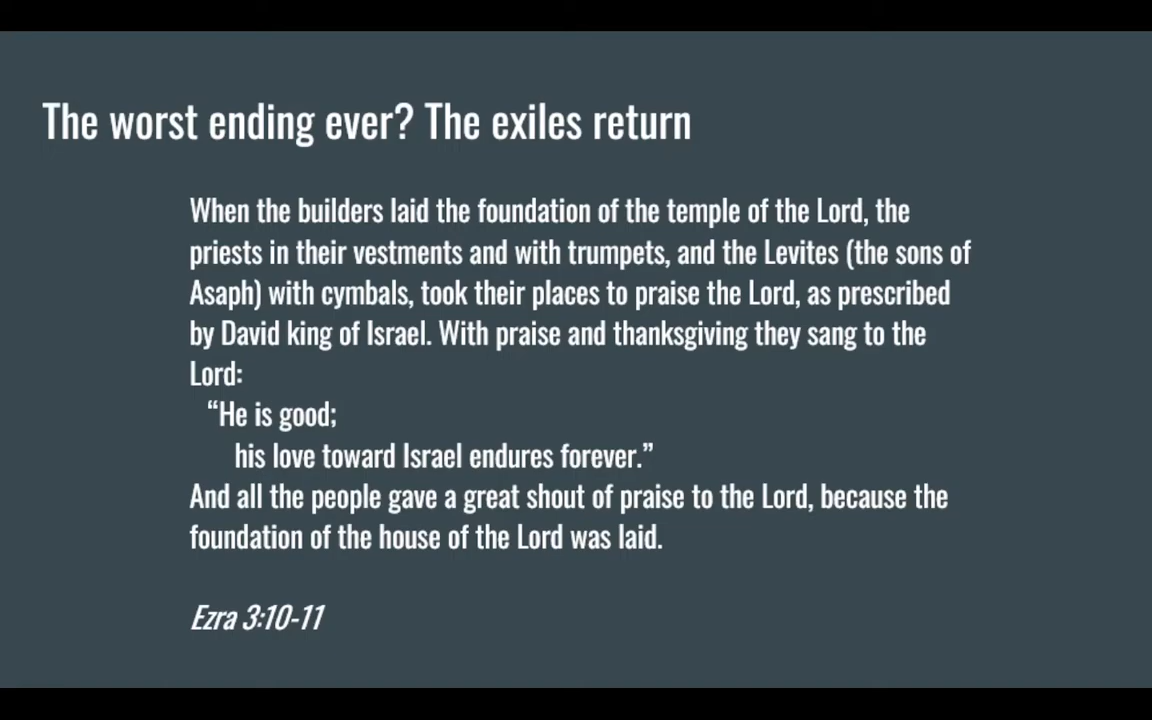 The worst ending ever? The exiles return
When the builders laid the foundation of the temple of the Lord, the
priests in their vestments and with trumpets, and the Levites (the sons of
Asaph) with cymbals, took their places to praise the Lord, as prescribed
by David king of Israel. With praise and thanksgiving they sang to the
Lord:
“He is good;
his love toward Israel endures forever.”
And all the people gave a great shout of praise to the Lord, because the
foundation of the house of the Lord was laid.
Ezra 3:10-11